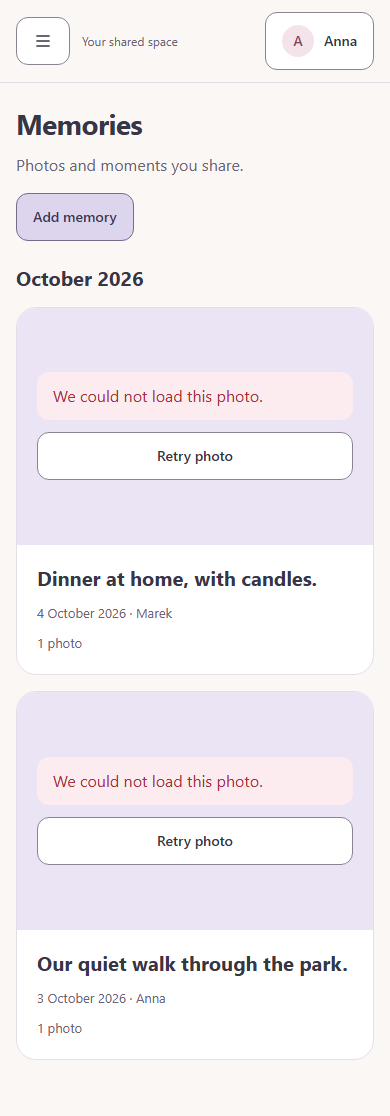 Your shared space
A
Anna
Memories
Photos and moments you share.
Add memory
October 2026
We could not load this photo.
Retry photo
Dinner at home, with candles.
4 October 2026 · Marek
1 photo
We could not load this photo.
Retry photo
Our quiet walk through the park.
3 October 2026 · Anna
1 photo